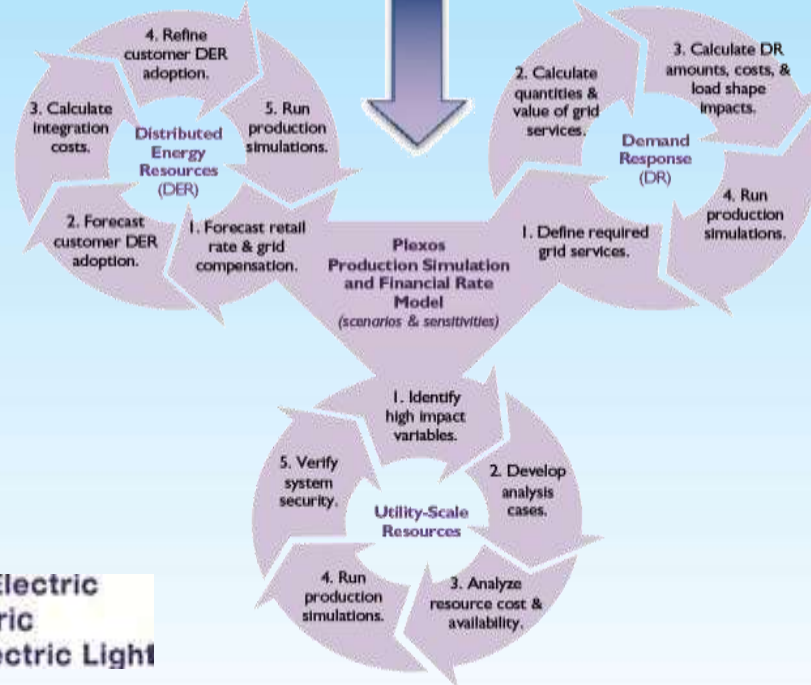 4. Refine
customer DER
adoption.
3. Calculate
integration
costs.
Distributed
Energy
Resources
(DER)
5. Run
production
simulations.
2. Forecast
customer DER
adoption.
1. Forecast retail
rate & grid
compensation.
2. Calculate
quantities &
value of grid
services.
3. Calculate DR
amounts, costs, &
load shape
impacts.
Demand
Response
(DR)
4. Run
production
simulations.
1. Define required
grid services.
Plexos
Production Simulation
and Financial Rate
Model
(scenarios & sensitivities)
1. Identify
high impact
variables.
5. Verify
system
security.
2. Develop
analysis
cases.
Utility-Scale
Resources
4. Run
production
simulations.
3. Analyze
resource cost &
availability.
Electric
ric
ectric Light